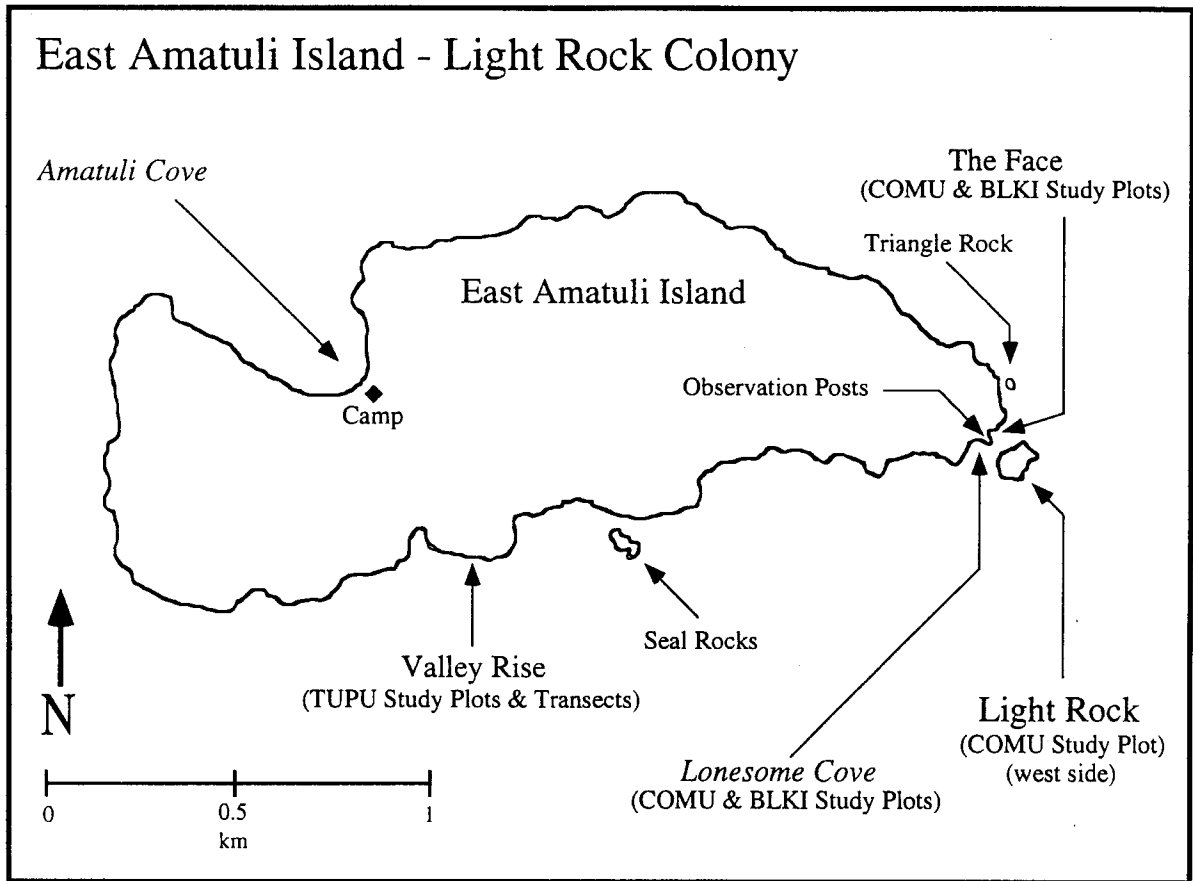 East Amatuli Island - Light Rock Colony
Amatuli Cove
The Face
(COMU & BLKI Study Plots)
Triangle Rock
East Amatuli Island
Observation Posts
Camp
Seal Rocks
Valley Rise
(TUPU Study Plots & Transects)
Light Rock
(COMU Study Plot)
(west side)
Lonesome Cove
(COMU & BLKI Study Plots)
N
0
0.5
1
km